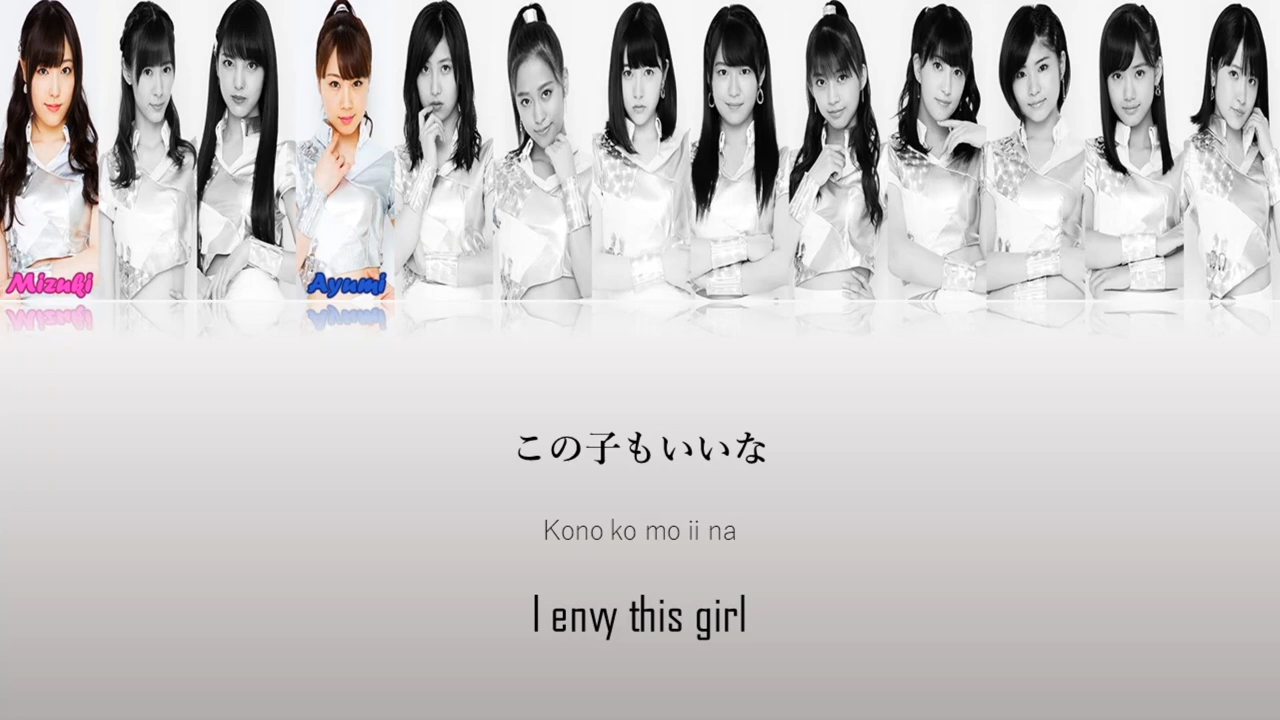 Mizuki
Ayumi
この子もいいな
Kono ko mo ii na
I envy this girl